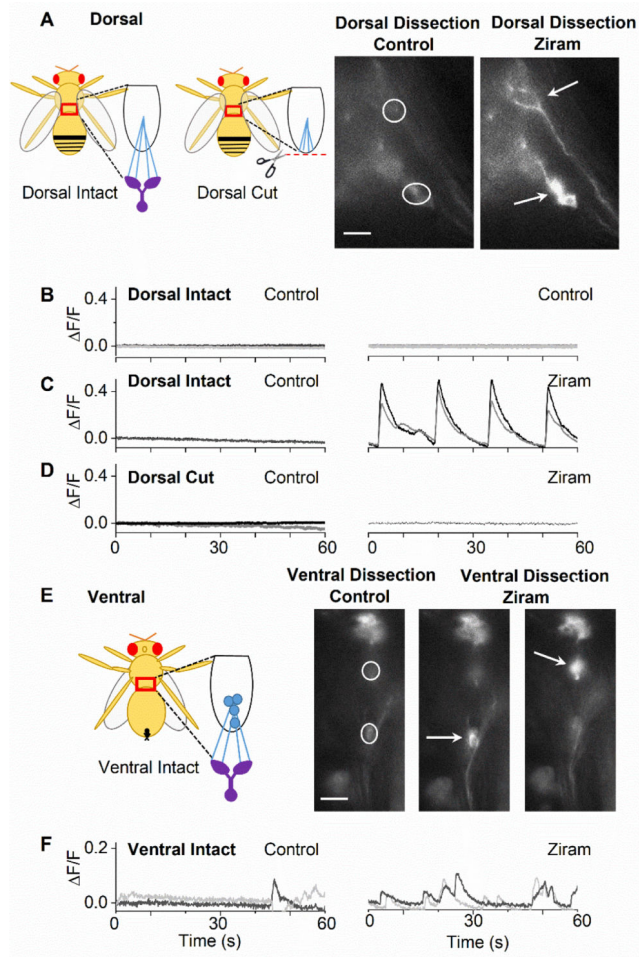 A Dorsal
Dorsal Dissection
Control
Dorsal Dissection
Ziram
Dorsal Intact
Dorsal Cut
B
0.4
0.0
ΔF/F
Dorsal Intact Control
Control
C
0.4
0.0
ΔF/F
Dorsal Intact Control
Ziram
D
0.4
0.0
ΔF/F
Dorsal Cut Control
Ziram
0 30 60
0 30 60
E Ventral
Ventral Dissection
Control
Ventral Dissection
Ziram
Ventral Intact
F
0.2
0.0
ΔF/F
Ventral Intact Control
Ziram
0 30 60
0 30 60
Time (s)
Time (s)